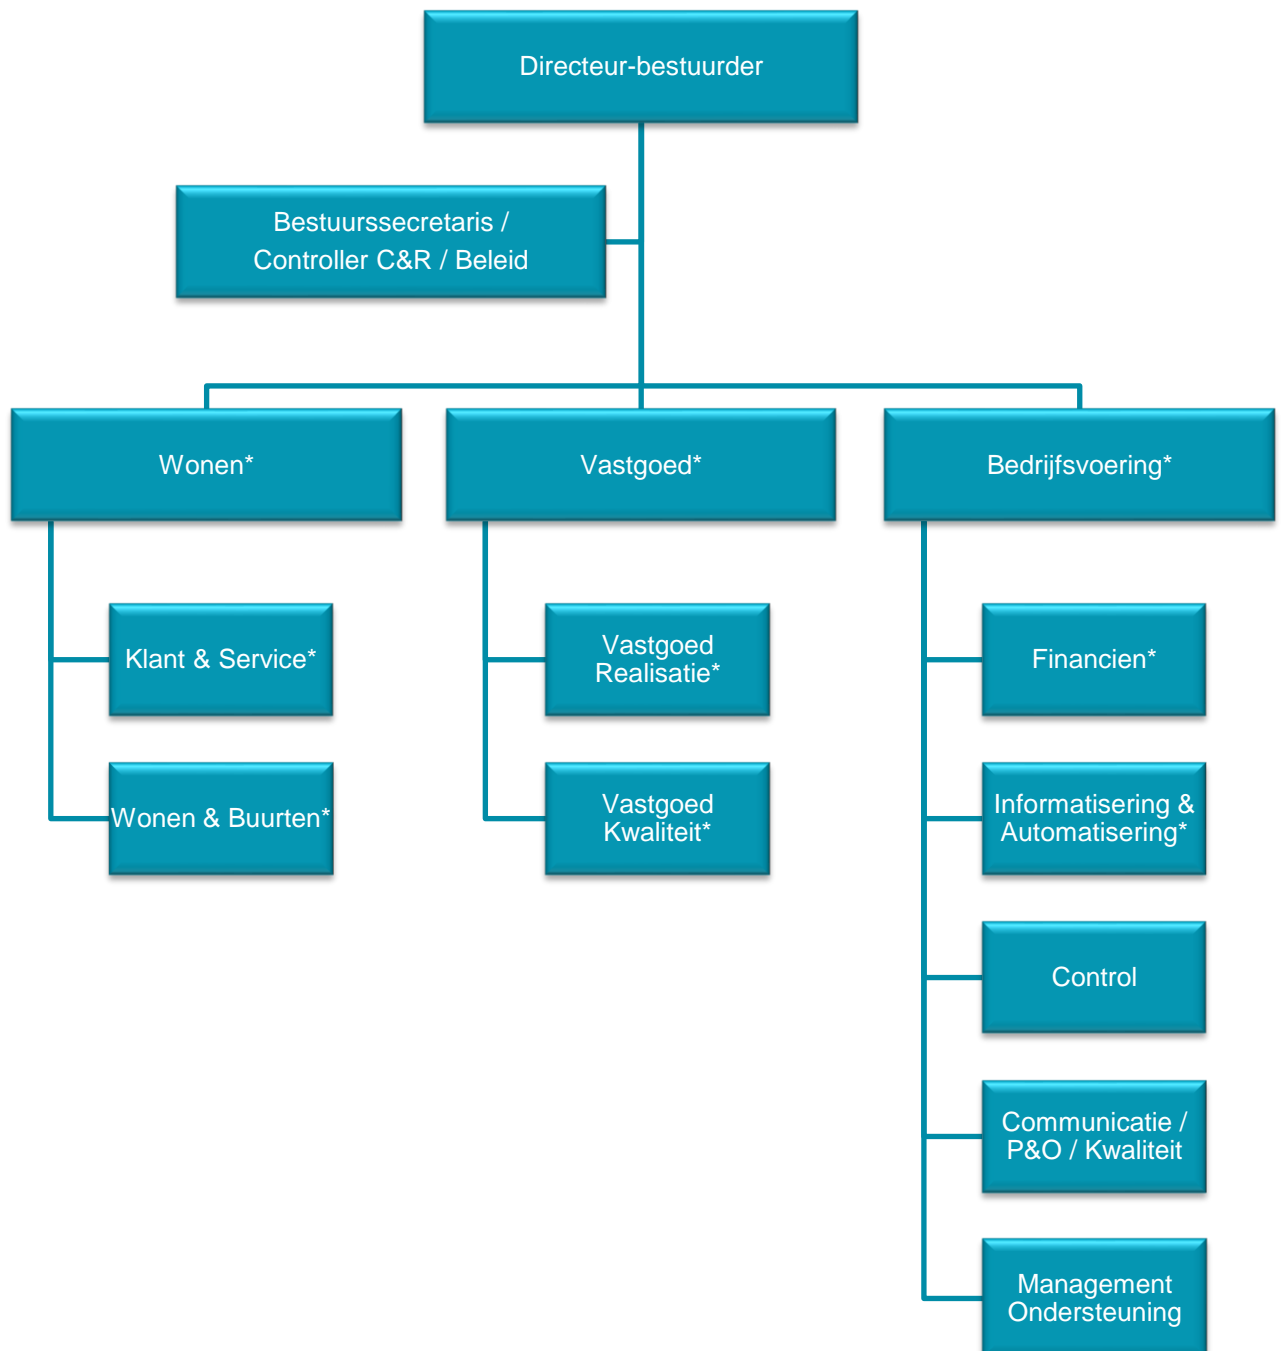 Directeur-bestuurder
Bestuurssecretaris /
Controller C&R / Beleid
Wonen*
Vastgoed*
Bedrijfsvoering*
Klant & Service*
Wonen & Buurten*
Vastgoed
Realisatie*
Vastgoed
Kwaliteit*
Financien*
Informatisering &
Automatisering*
Control
Communicatie /
P&O / Kwaliteit
Management
Ondersteuning